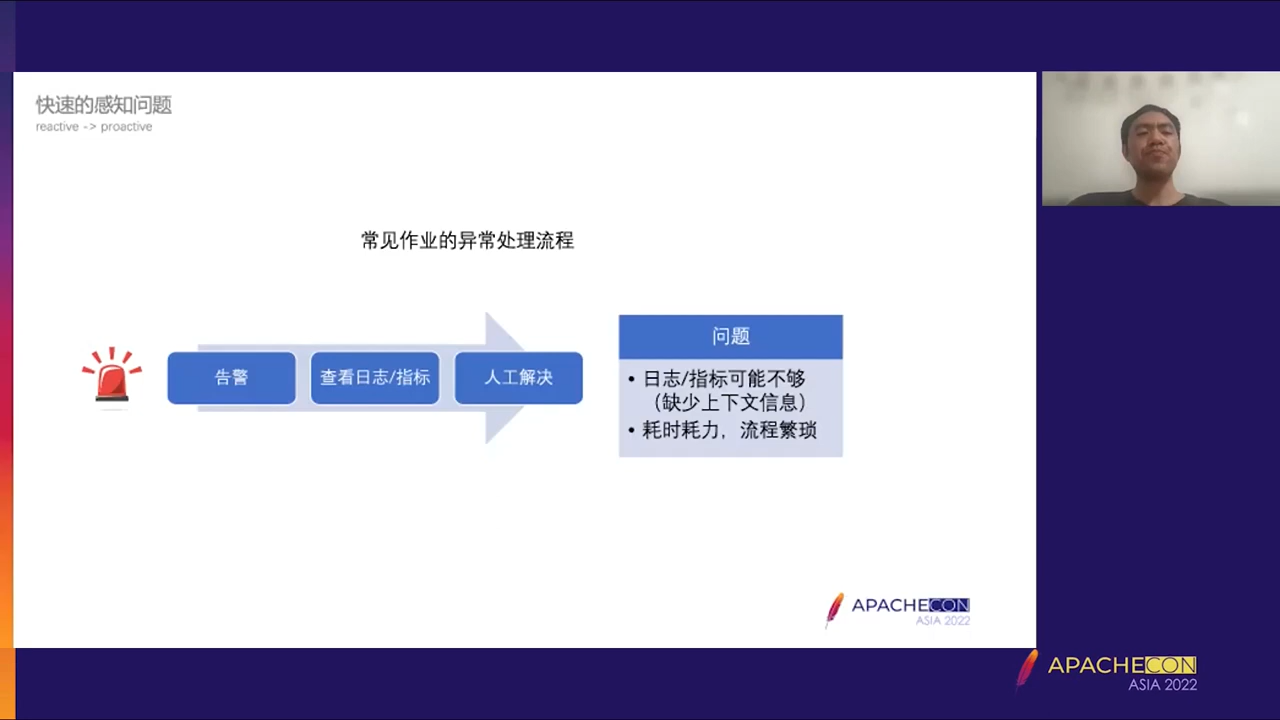 快速的感知问题
reactive -> proactive
常见作业的异常处理流程
告警
查看日志/指标
人工解决
问题
• 日志/指标可能不够
（缺少上下文信息）
• 耗时耗力，流程繁琐
APACHECON
ASIA 2022
APACHECON
ASIA 2022